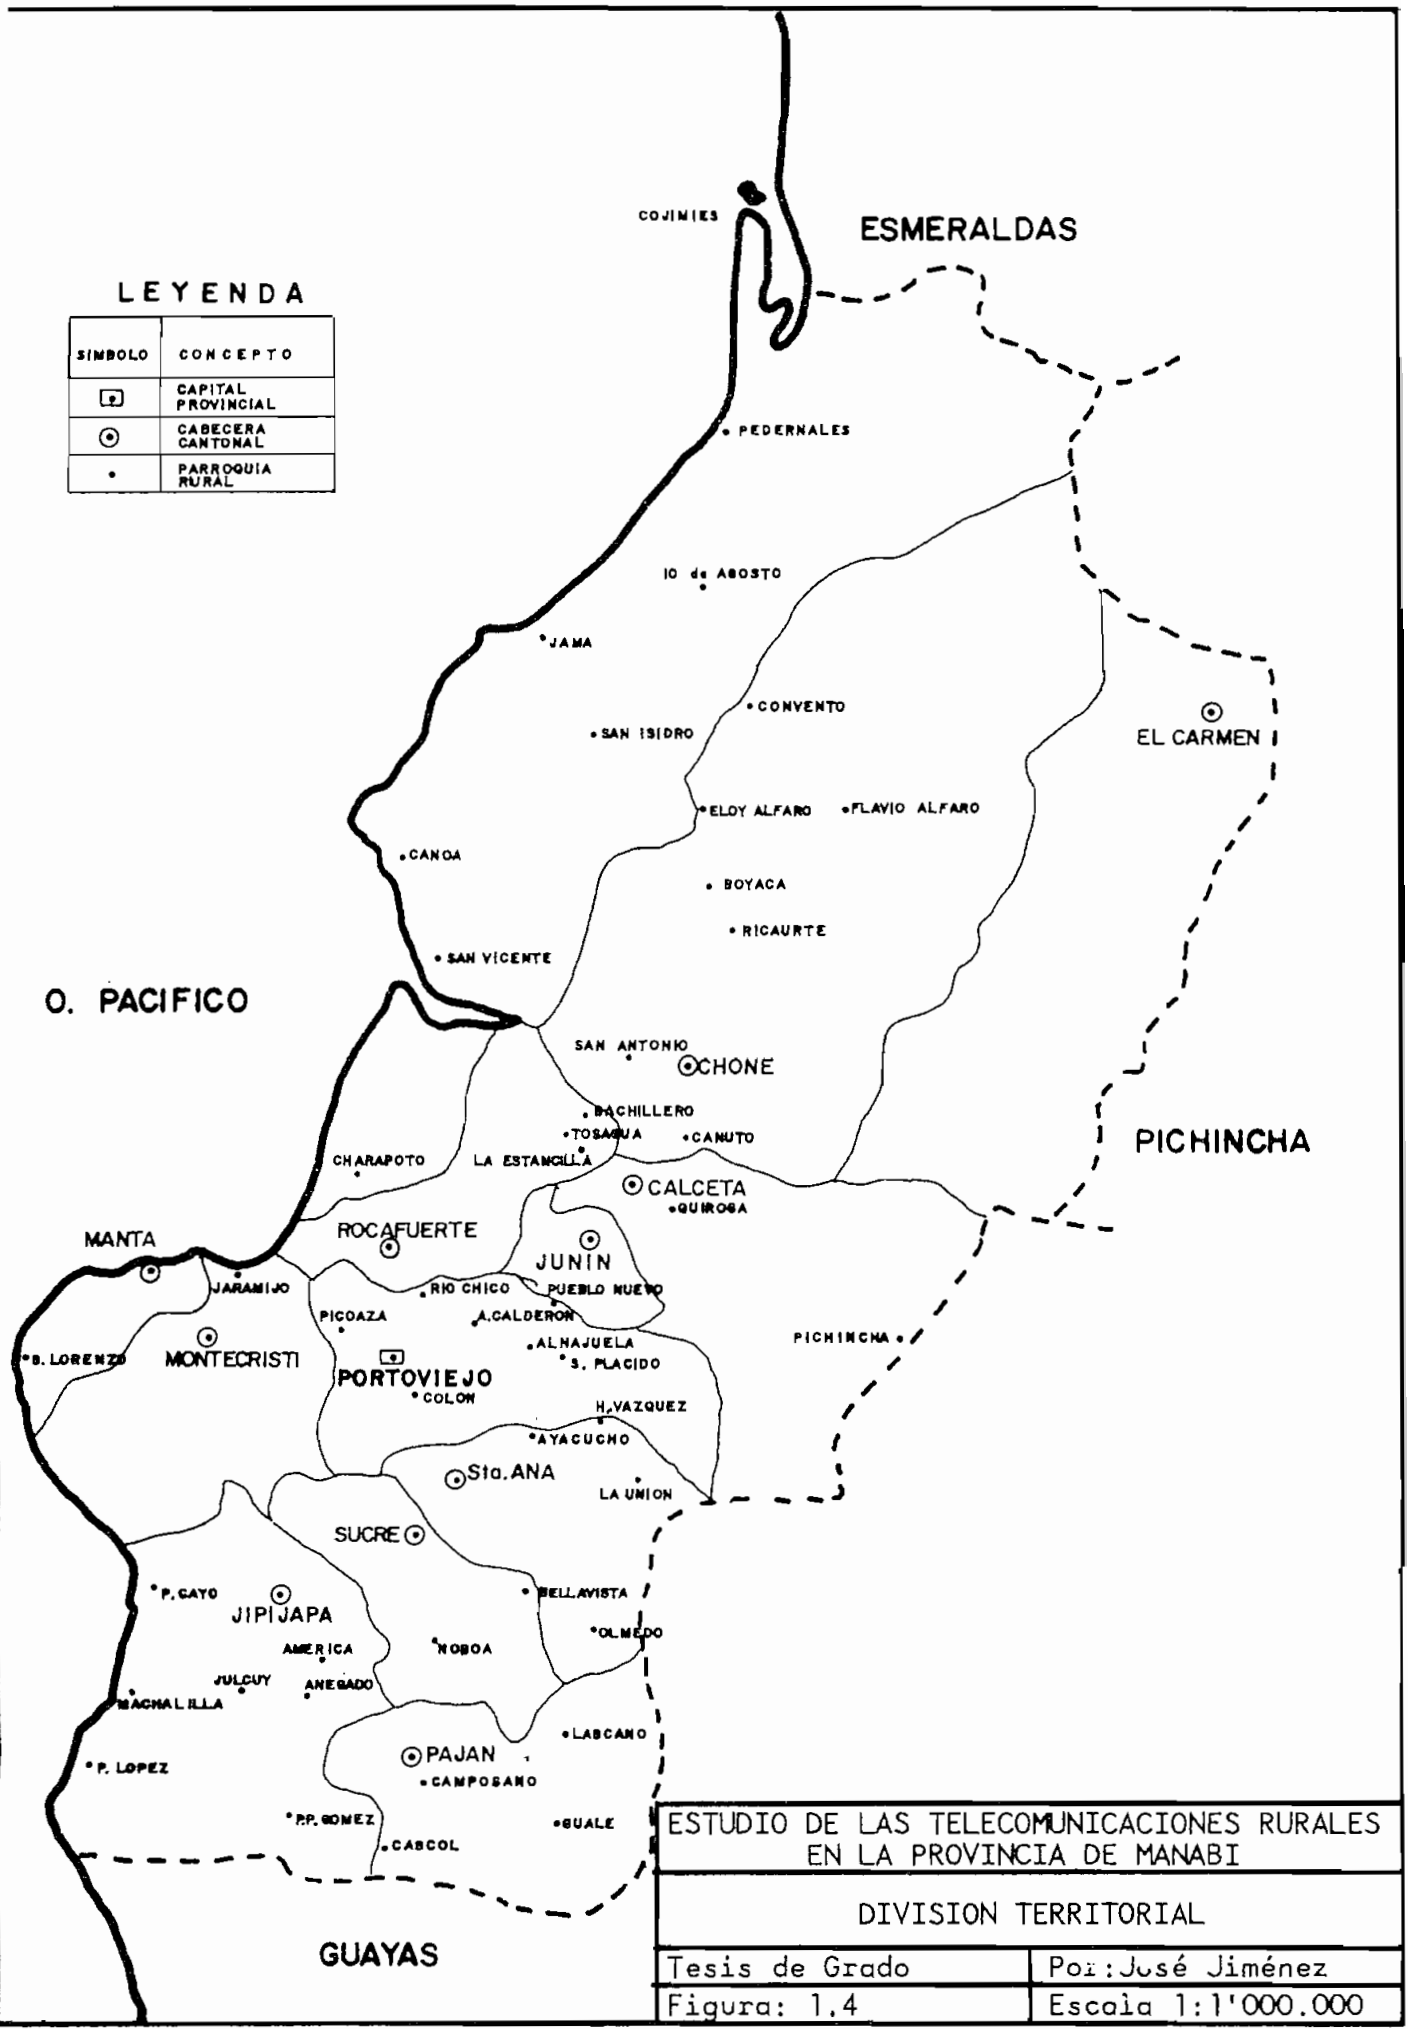 COJIMIES
ESMERALDAS
LEYENDA
SIMBOLO CONCEPTO
CAPITAL
PROVINCIAL
CABECERA
CANTONAL
PARROQUIA
RURAL
PEDERNALES
10 de AGOSTO
JAMA
CONVENTO
SAN ISIDRO
EL CARMEN
ELOY ALFARO
FLAVIO ALFARO
CANOA
BOYACA
RICAURTE
SAN VICENTE
O. PACIFICO
SAN ANTONIO
CHONE
BACHILLERO
TOSAGUA
CANUTO
PICHINCHA
CHARAPOTO
LA ESTANCILLA
CALCETA
QUIROGA
MANTA
ROCAFUERTE
JUNIN
JARAMIJO
RIO CHICO
PUEBLO NUEVO
PICOAZA
A.CALDERON
MONTECRISTI
ALHAJUELA
PICHINCHA
S. LORENZO
S. PLACIDO
PORTOVIEJO
COLON
H.VAZQUEZ
AYACUCHO
Sta. ANA
LA UNION
SUCRE
P. CAYO
JIPIJAPA
BELLAVISTA
OLMEDO
AMERICA
NOBOA
JULCUY
ANEGADO
MACHALILLA
LASCANO
P. LOPEZ
PAJAN
CAMPOSANO
P.P. GOMEZ
GUALE
CASCOL
GUAYAS
ESTUDIO DE LAS TELECOMUNICACIONES RURALES
EN LA PROVINCIA DE MANABI
DIVISION TERRITORIAL
Tesis de Grado Por: José Jiménez
Figura: 1.4 Escala 1:1'000.000